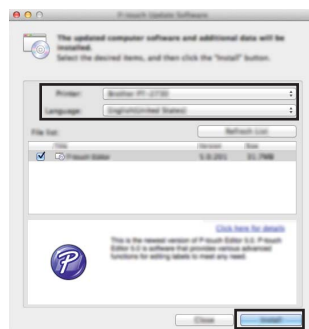 P-touch Update Software
The updated computer software and additional data will be
installed.
Select the desired items, and then click the "Install" button.
Printer: Brother PT-2730
Language: English(United States)
File list: Refresh List
Title Version Size
P-touch Editor 5.0.201 31.7MB
Click here for details
This is the newest version of P-touch Editor 5.0. P-touch
Editor 5.0 is software that provides various advanced
functions for editing labels to meet any need.
Close Install